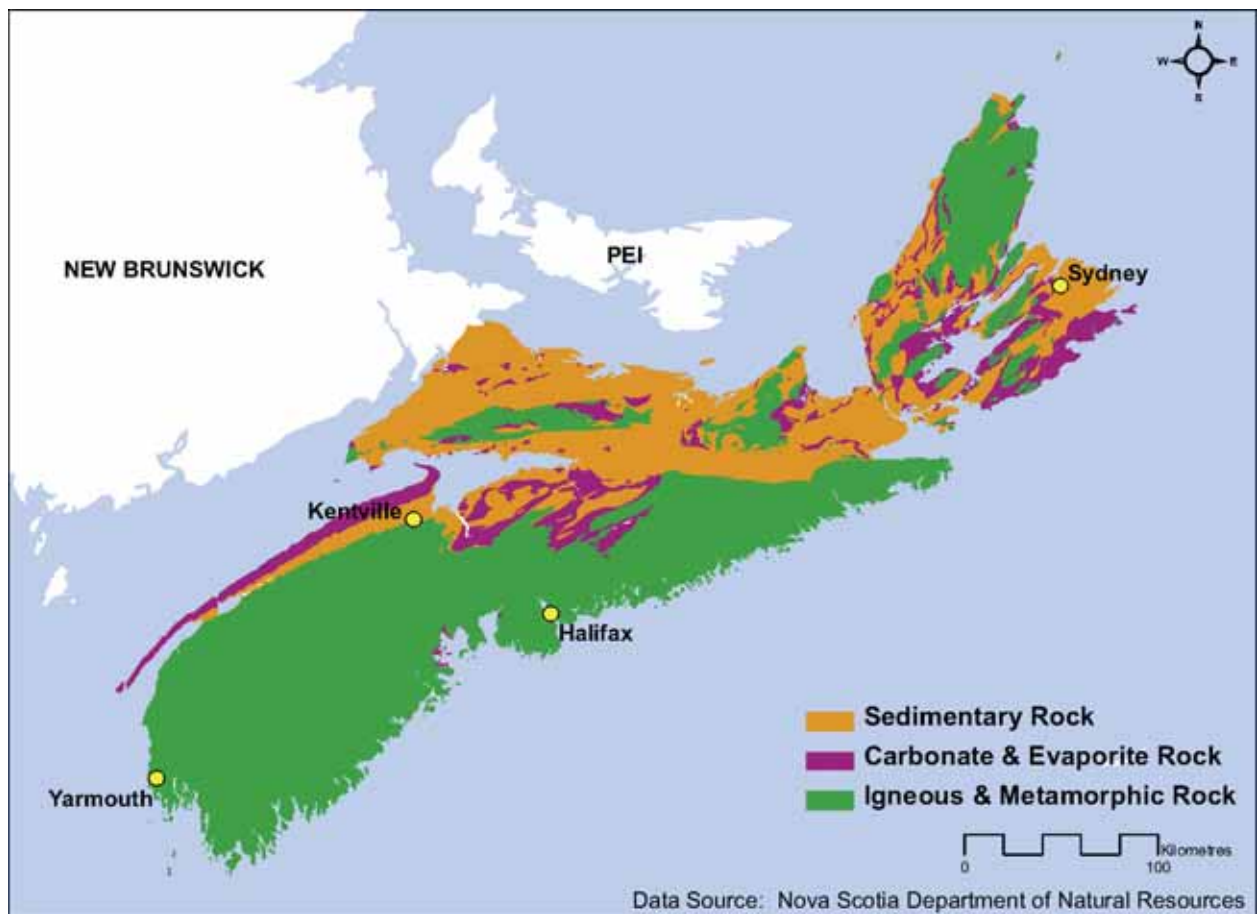 N
W E
S
NEW BRUNSWICK
PEI
Sydney
Kentville
Halifax
Yarmouth
Sedimentary Rock
Carbonate & Evaporite Rock
Igneous & Metamorphic Rock
Kilometres
0 100
Data Source: Nova Scotia Department of Natural Resources